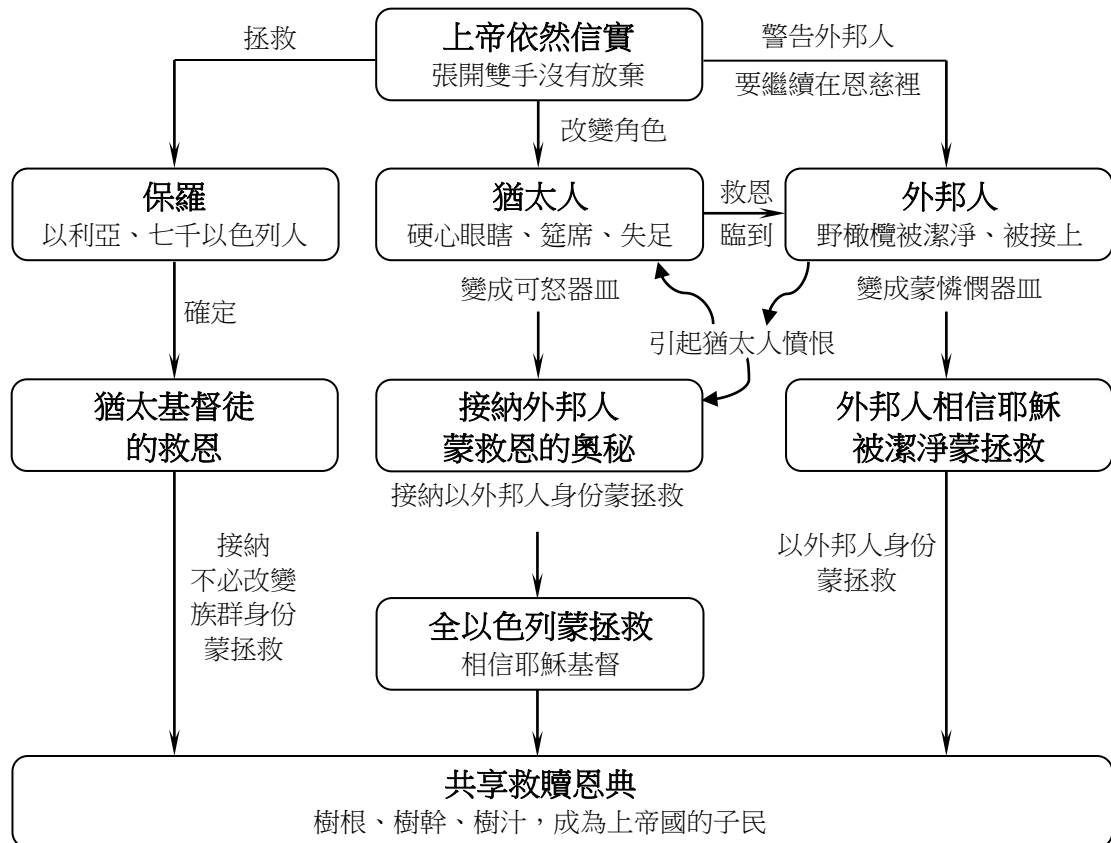 拯救
上帝依然信實
張開雙手沒有放棄
警告外邦人
要繼續在恩慈裡
改變角色
保羅
以利亞、七千以色列人
猶太人
硬心眼瞎、筵席、失足
救恩
臨到
外邦人
野橄欖被潔淨、被接上
確定
變成可怒器皿
變成蒙憐憫器皿
引起猶太人憤恨
猶太基督徒
的救恩
接納外邦人
蒙救恩的奧秘
外邦人相信耶穌
被潔淨蒙拯救
接納以外邦人身份蒙拯救
接納
不必改變
族群身份
蒙拯救
以外邦人身份
蒙拯救
全以色列蒙拯救
相信耶穌基督
共享救贖恩典
樹根、樹幹、樹汁，成為上帝國的子民